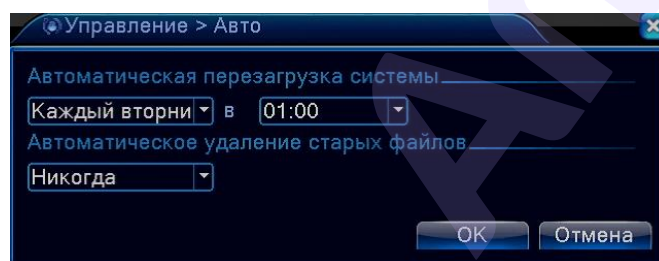 Управление > Авто
Автоматическая перезагрузка системы
Каждый вторни в 01:00
Автоматическое удаление старых файлов
Никогда
OK Отмена